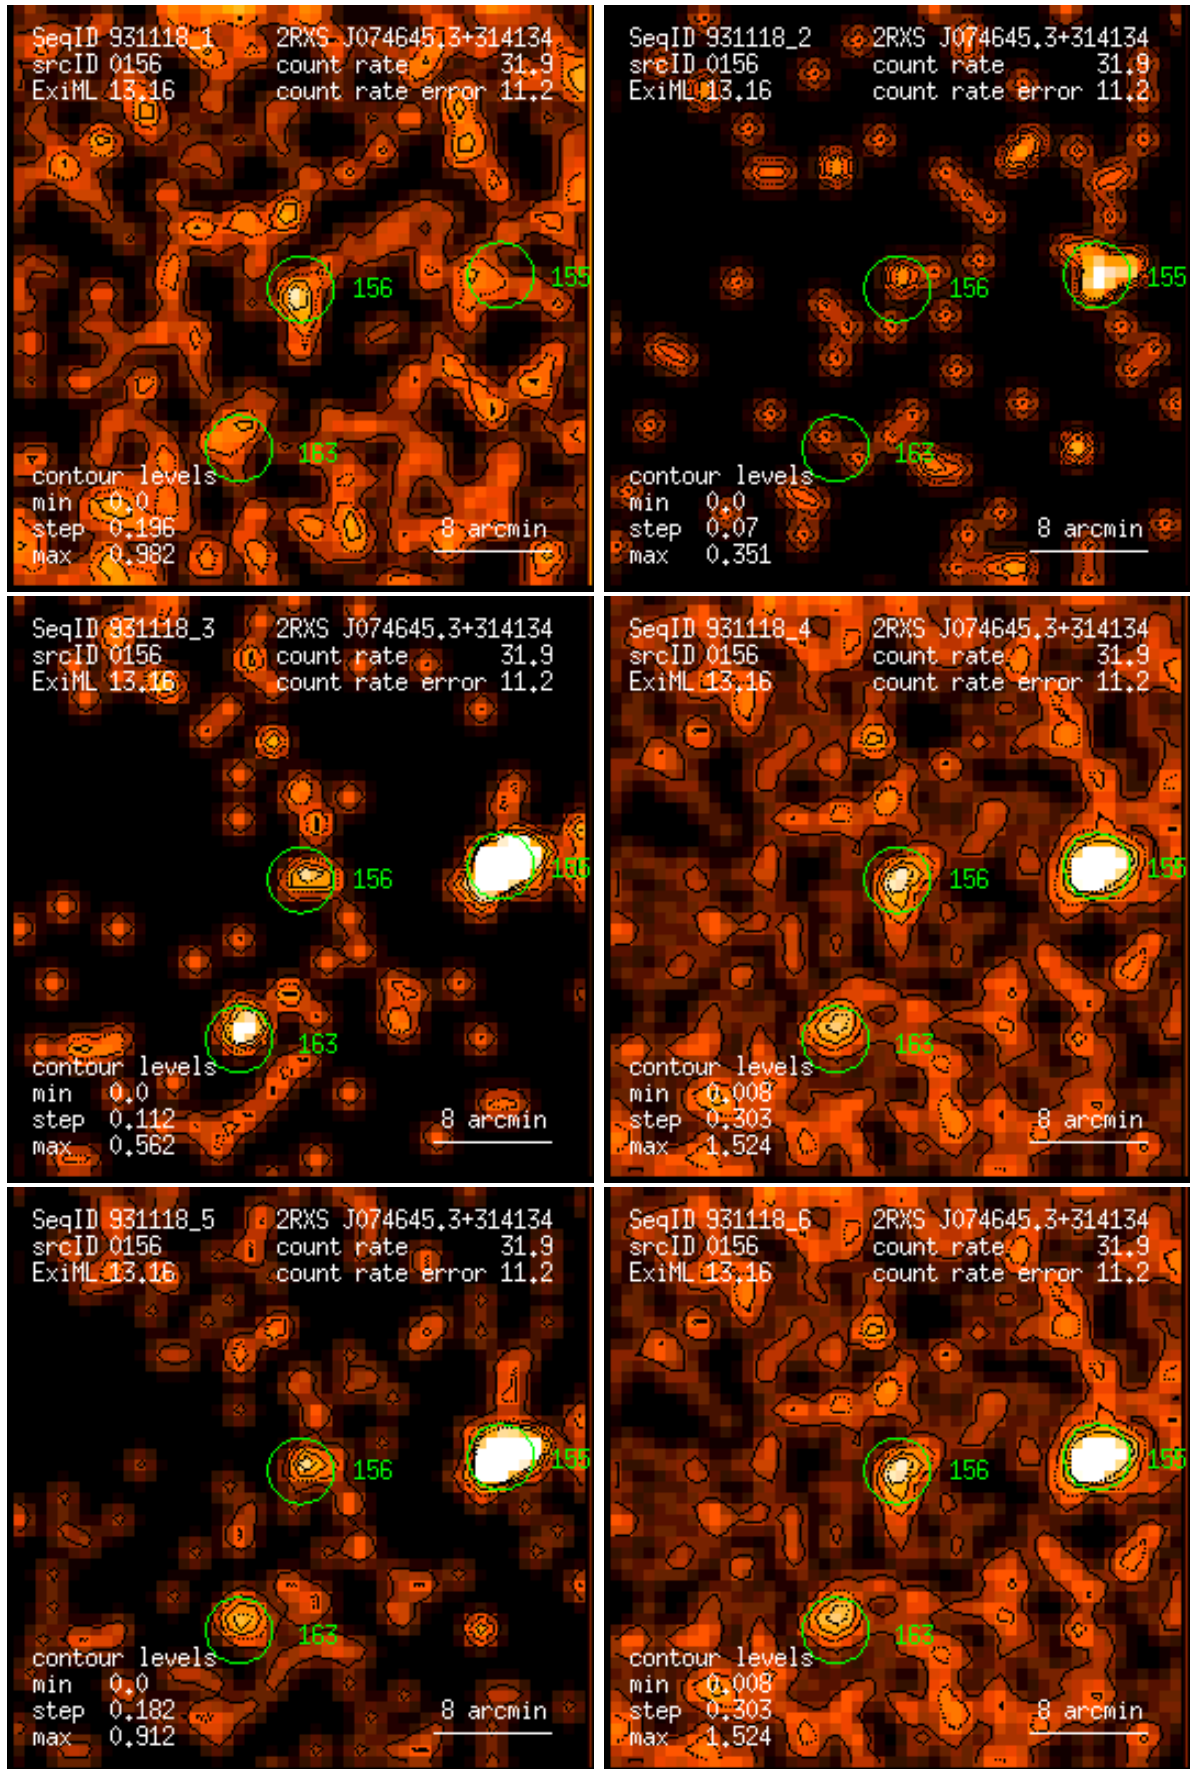 SeqID 931118_1 2RXS J074645.3+314134
srcID 0156 count rate 31.9
ExiML 13.16 count rate error 11.2
155
156
163
contour levels
min 0.0
step 0.196 8 arcmin
max 0.982
SeqID 931118_2 2RXS J074645.3+314134
srcID 0156 count rate 31.9
ExiML 13.16 count rate error 11.2
155
156
163
contour levels
min 0.0
step 0.07 8 arcmin
max 0.351
SeqID 931118_3 2RXS J074645.3+314134
srcID 0156 count rate 31.9
ExiML 13.16 count rate error 11.2
155
156
163
contour levels
min 0.0
step 0.112 8 arcmin
max 0.562
SeqID 931118_4 2RXS J074645.3+314134
srcID 0156 count rate 31.9
ExiML 13.16 count rate error 11.2
155
156
163
contour levels
min 0.008
step 0.303 8 arcmin
max 1.524
SeqID 931118_5 2RXS J074645.3+314134
srcID 0156 count rate 31.9
ExiML 13.16 count rate error 11.2
155
156
163
contour levels
min 0.0
step 0.182 8 arcmin
max 0.912
SeqID 931118_6 2RXS J074645.3+314134
srcID 0156 count rate 31.9
ExiML 13.16 count rate error 11.2
155
156
163
contour levels
min 0.008
step 0.303 8 arcmin
max 1.524